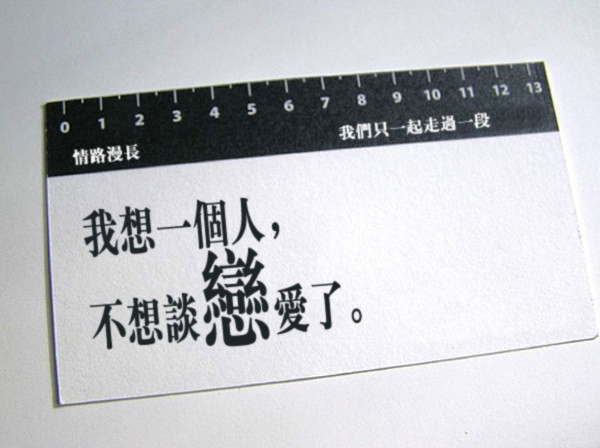 0 1 2 3 4 5 6 7 8 9 10 11 12 13
情路漫長 我們只一起走過一段
我想一個人，
不想談戀愛了。